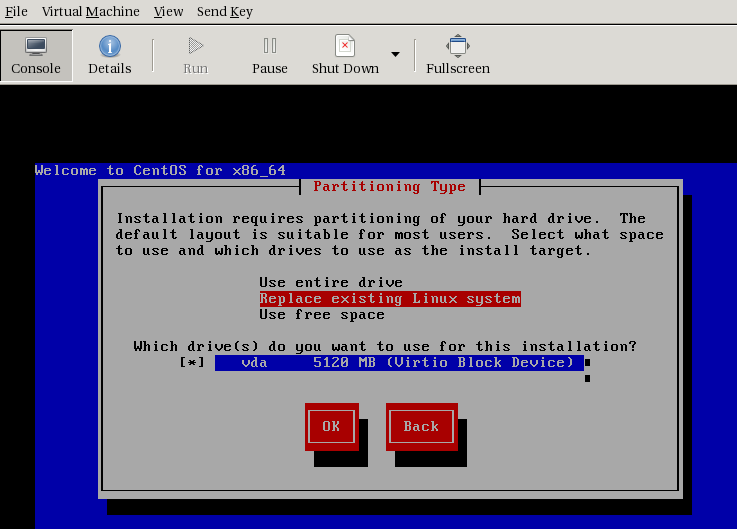 File Virtual Machine View Send Key
Console Details Run Pause Shut Down Fullscreen
Welcome to CentOS for x86_64
Partitioning Type
Installation requires partitioning of your hard drive. The
default layout is suitable for most users. Select what space
to use and which drives to use as the install target.
Use entire drive
Replace existing Linux system
Use free space
Which drive(s) do you want to use for this installation?
[*] vda 5120 MB (Virtio Block Device)
OK Back